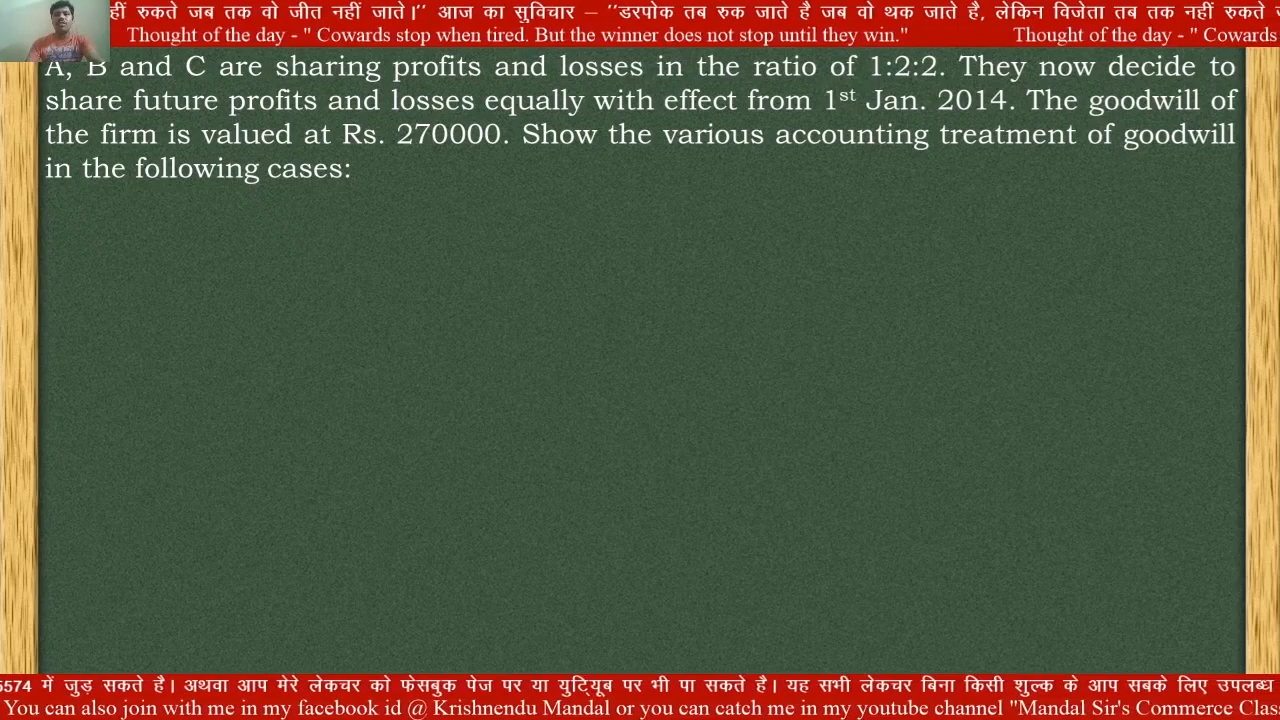 हीं रुकते जब तक वो जीत नहीं जाते।'' आज का सुविचार – ''डरपोक तब रुक जाते है जब वो थक जाते है, लेकिन विजेता तब तक नहीं रुकते
Thought of the day - " Cowards stop when tired. But the winner does not stop until they win." Thought of the day - " Cowards
A, B and C are sharing profits and losses in the ratio of 1:2:2. They now decide to
share future profits and losses equally with effect from 1st Jan. 2014. The goodwill of
the firm is valued at Rs. 270000. Show the various accounting treatment of goodwill
in the following cases:
5574 में जुड़ सकते है। अथवा आप मेरे लेकचर को फेसबुक पेज पर या युटि्यूब पर भी पा सकते है। यह सभी लेकचर बिना किसी शुल्क के आप सबके लिए उपलब्ध
You can also join with me in my facebook id @ Krishnendu Mandal or you can catch me in my youtube channel "Mandal Sir's Commerce Clas